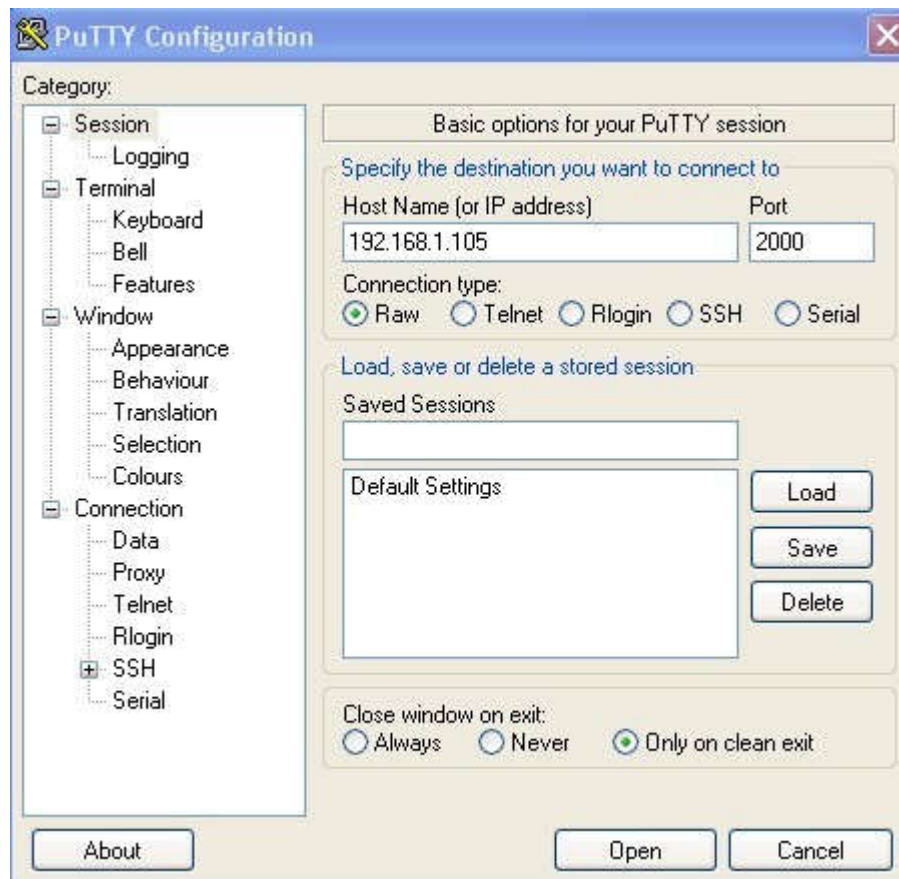 PuTTY Configuration
Category:
Session
Logging
Terminal
Keyboard
Bell
Features
Window
Appearance
Behaviour
Translation
Selection
Colours
Connection
Data
Proxy
Telnet
Rlogin
SSH
Serial
Basic options for your PuTTY session
Specify the destination you want to connect to
Host Name (or IP address) Port
192.168.1.105 2000
Connection type:
Raw Telnet Rlogin SSH Serial
Load, save or delete a stored session
Saved Sessions
Default Settings
Load
Save
Delete
Close window on exit:
Always Never Only on clean exit
About Open Cancel